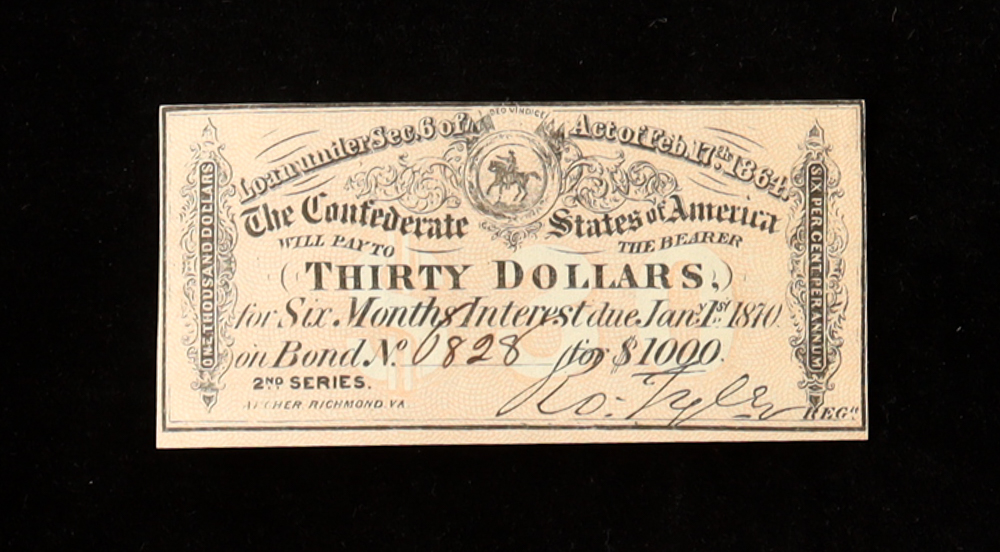 DEO VINDICE
Loan under Sec. 6 of Act of Feb. 17th 1864.
The Confederate States of America
WILL PAY TO THE BEARER
(THIRTY DOLLARS,)
for Six Months Interest due Jany. 1st 1870.
on Bond No. 0828 for $1000.
2ND SERIES.
ARCHER RICHMOND. VA.
Ro: Tyler REGR
ONE THOUSAND DOLLARS
SIX PER CENT. PER ANNUM